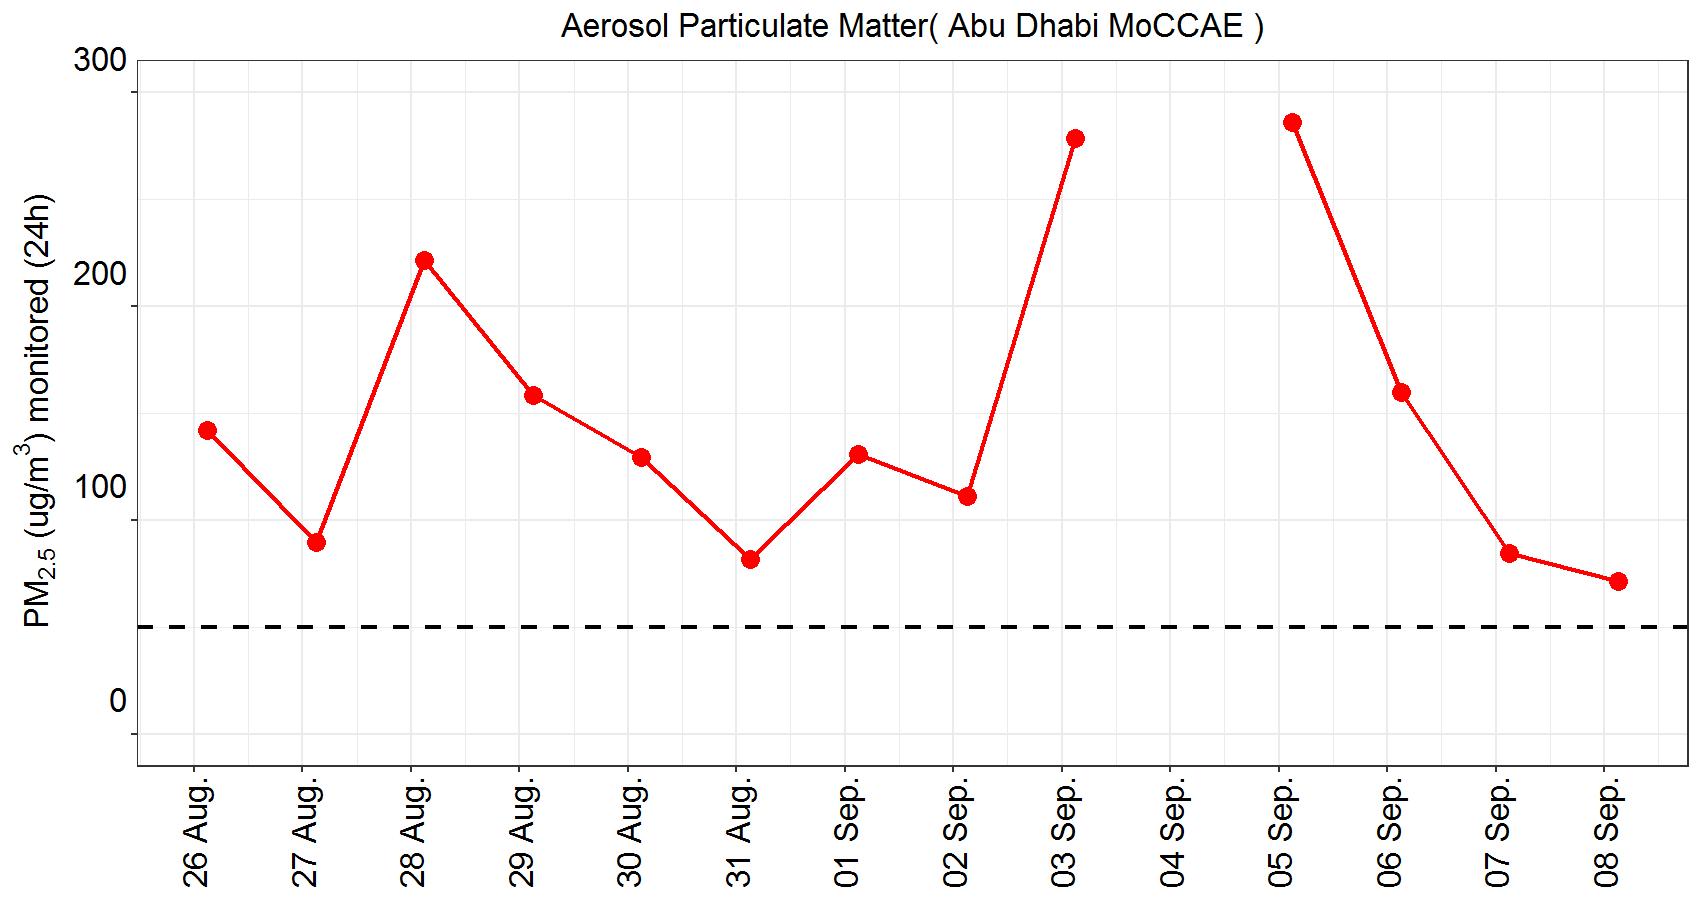 Aerosol Particulate Matter( Abu Dhabi MoCCAE )
PM2.5 (ug/m3) monitored (24h)
300
200
100
0
26 Aug.
27 Aug.
28 Aug.
29 Aug.
30 Aug.
31 Aug.
01 Sep.
02 Sep.
03 Sep.
04 Sep.
05 Sep.
06 Sep.
07 Sep.
08 Sep.